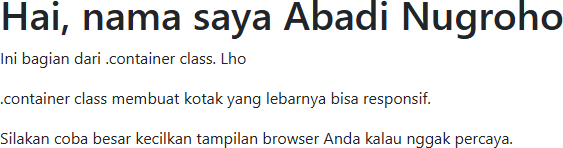 Hai, nama saya Abadi Nugroho
Ini bagian dari .container class. Lho
.container class membuat kotak yang lebarnya bisa responsif.
Silakan coba besar kecilkan tampilan browser Anda kalau nggak percaya.